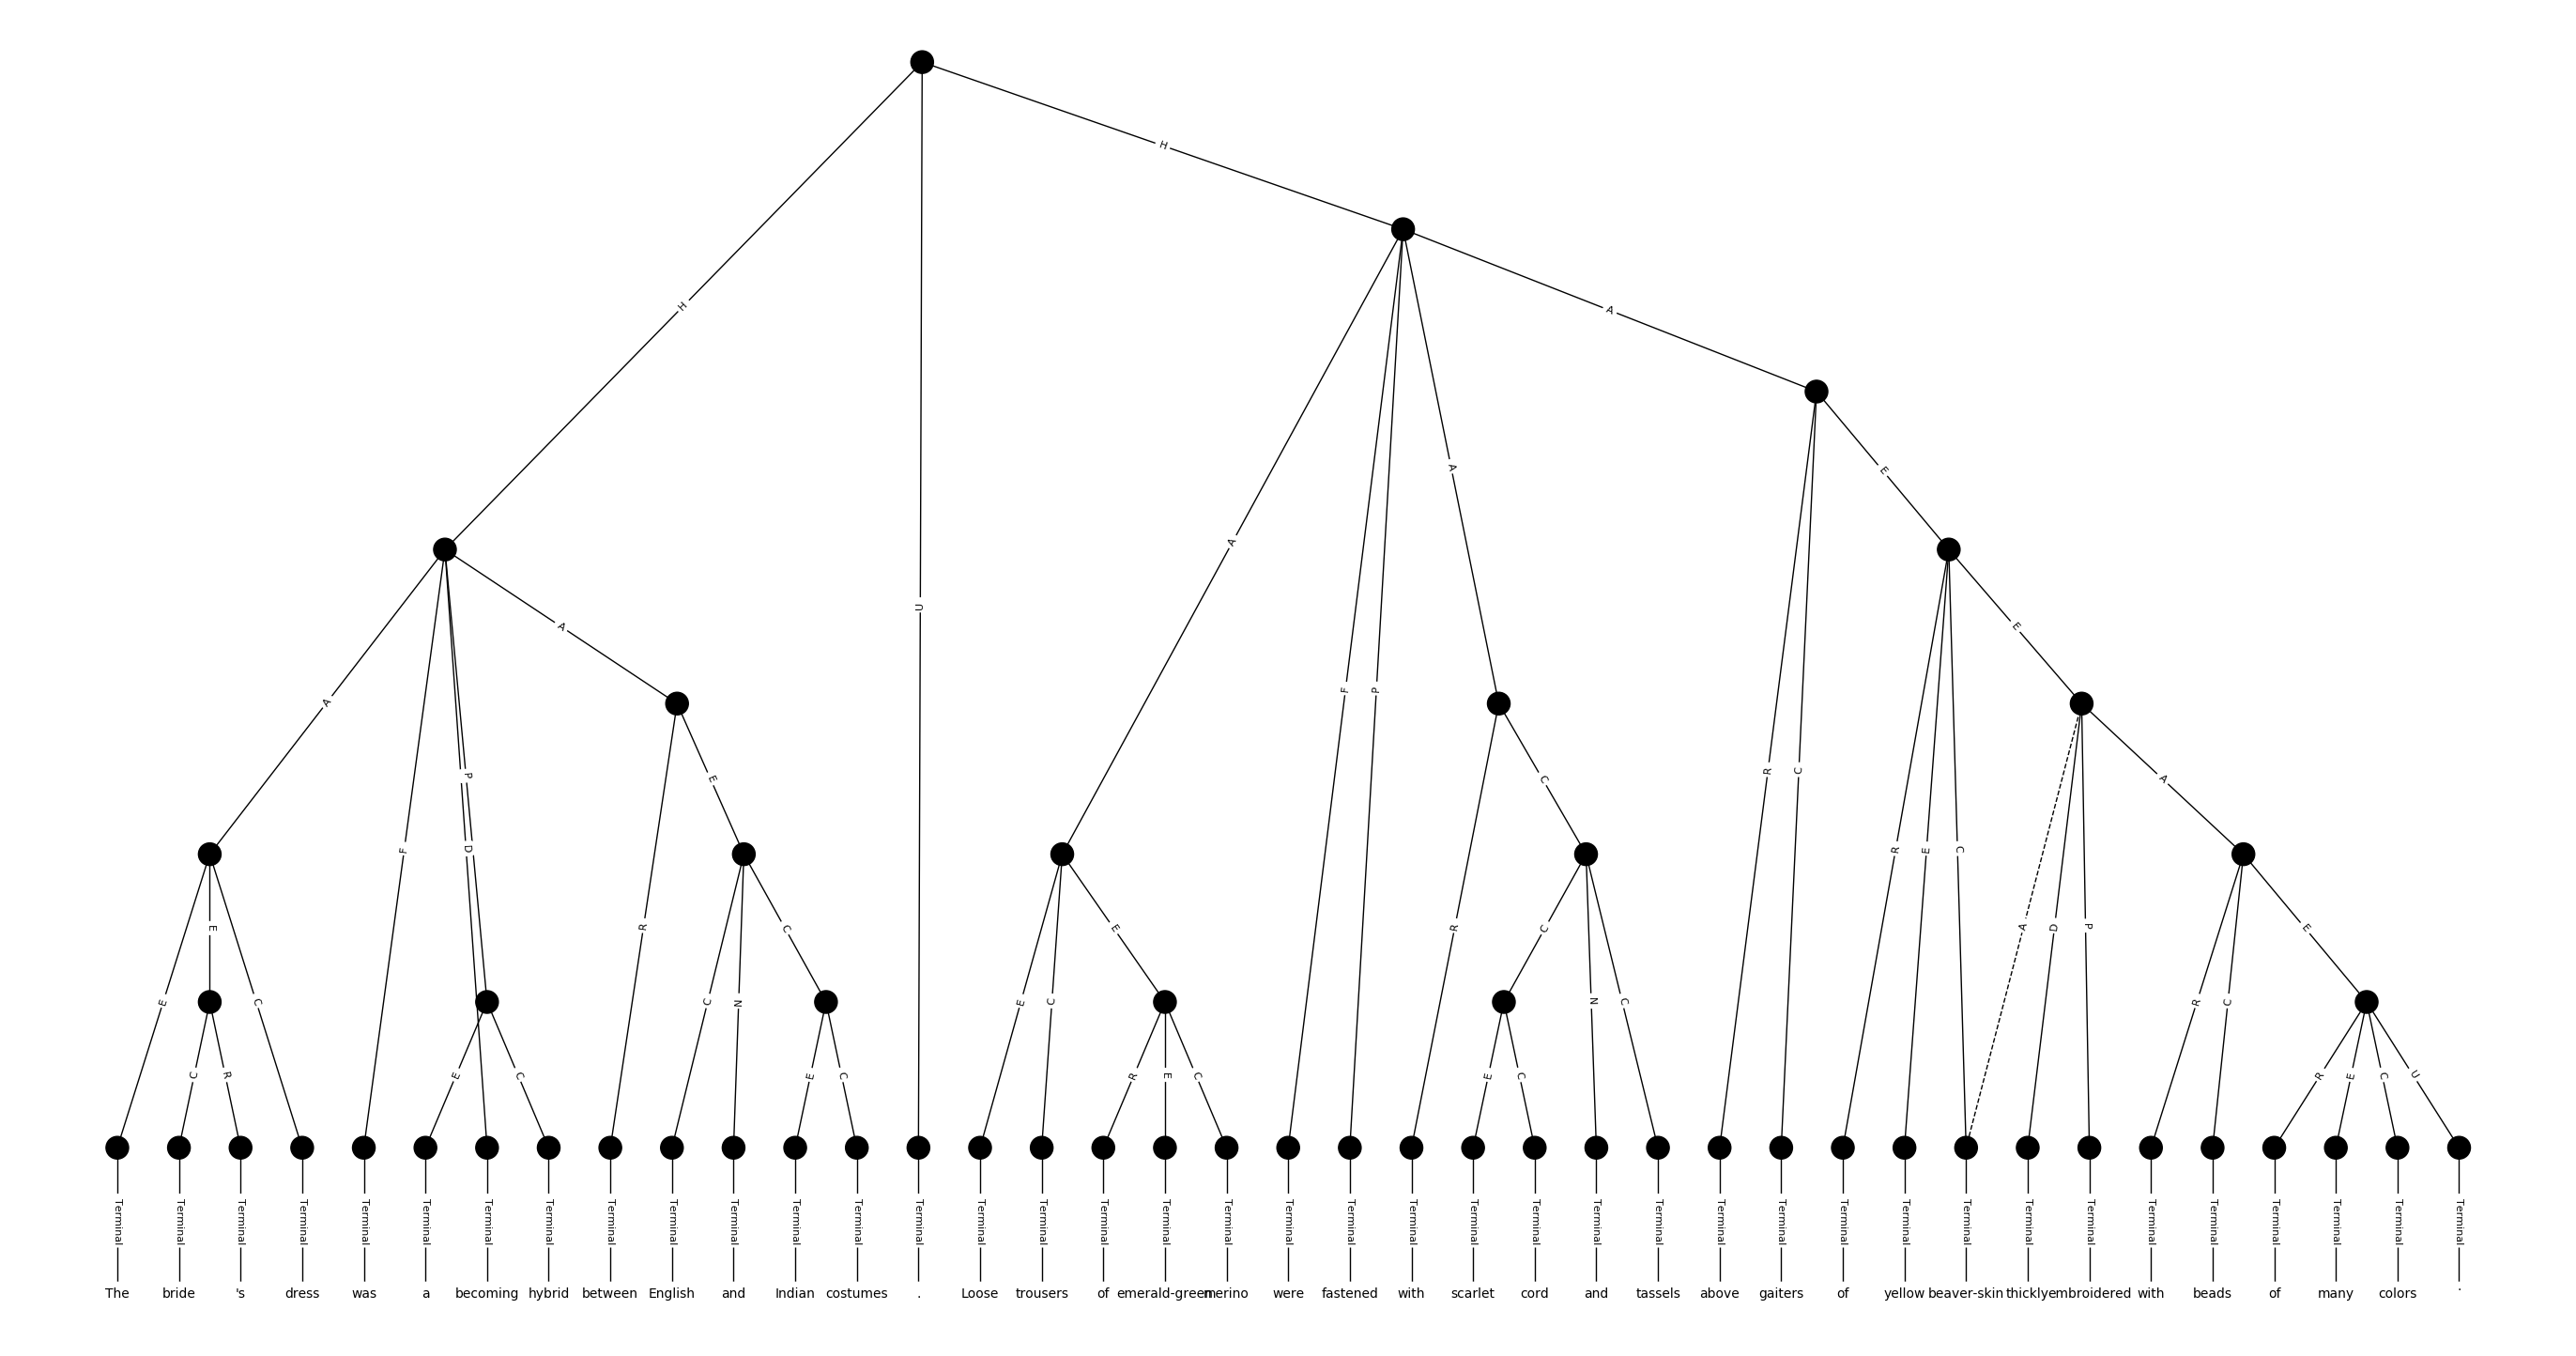 H
H
A
A
E
H
A
A
U
A
F
P
A
E
P
D
F
E
R
C
C
R
C
R
E
C
A
E
E
C
R
E
R
C
A
D
P
E
E
C
C
N
C
E
C
N
C
R
C
C
R
E
C
E
C
R
E
C
E
C
R
E
C
U
Terminal Terminal Terminal Terminal Terminal Terminal Terminal Terminal Terminal Terminal Terminal Terminal Terminal Terminal Terminal Terminal Terminal Terminal Terminal Terminal Terminal Terminal Terminal Terminal Terminal Terminal Terminal Terminal Terminal Terminal Terminal Terminal Terminal Terminal Terminal Terminal Terminal Terminal Terminal
The bride 's dress was a becoming hybrid between English and Indian costumes . Loose trousers of emerald-green merino were fastened with scarlet cord and tassels above gaiters of yellow beaver-skin thickly embroidered with beads of many colors .